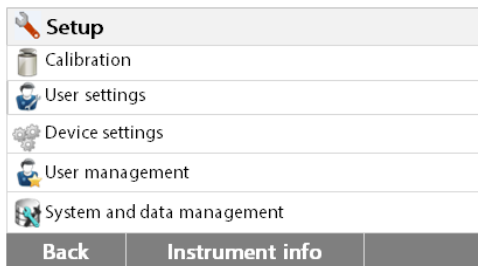 Setup
Calibration
User settings
Device settings
User management
System and data management
Back Instrument info